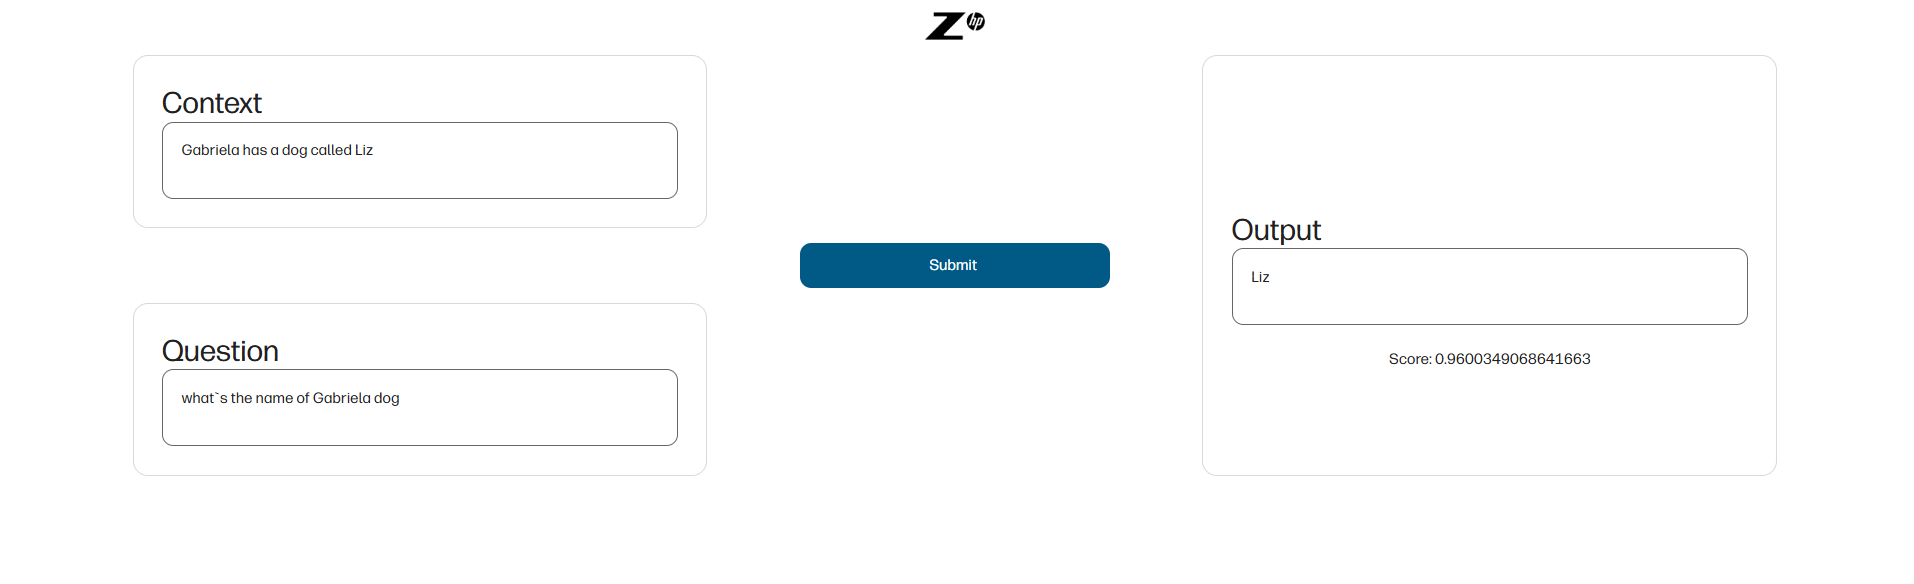 Z hp
Context
Gabriela has a dog called Liz
Submit
Question
what`s the name of Gabriela dog
Output
Liz
Score: 0.9600349068641663